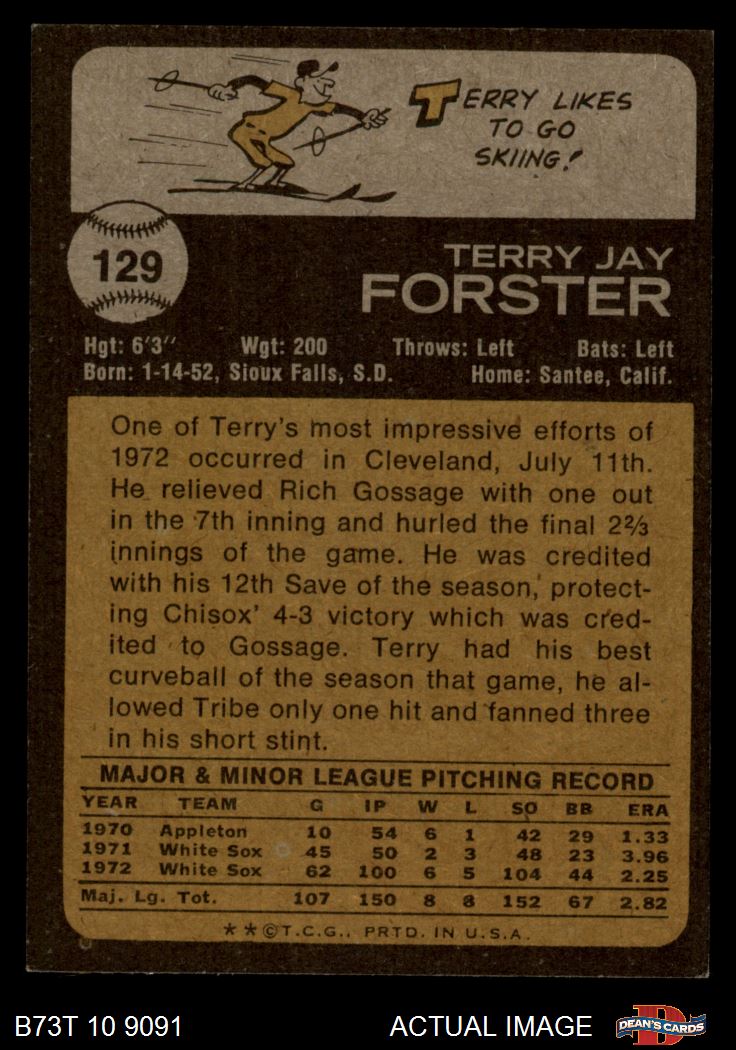 TERRY LIKES
TO GO
SKIING!
129
TERRY JAY
FORSTER
Hgt: 6'3" Wgt: 200 Throws: Left Bats: Left
Born: 1-14-52, Sioux Falls, S.D. Home: Santee, Calif.
One of Terry's most impressive efforts of
1972 occurred in Cleveland, July 11th.
He relieved Rich Gossage with one out
in the 7th inning and hurled the final 2⅔
innings of the game. He was credited
with his 12th Save of the season, protect-
ing Chisox' 4-3 victory which was cred-
ited to Gossage. Terry had his best
curveball of the season that game, he al-
lowed Tribe only one hit and fanned three
in his short stint.
MAJOR & MINOR LEAGUE PITCHING RECORD
YEAR TEAM G IP W L SO BB ERA
1970 Appleton 10 54 6 1 42 29 1.33
1971 White Sox 45 50 2 3 48 23 3.96
1972 White Sox 62 100 6 5 104 44 2.25
Maj. Lg. Tot. 107 150 8 8 152 67 2.82
**©T.C.G., PRTD. IN U.S.A.
B73T 10 9091 ACTUAL IMAGE D DEAN'S CARDS